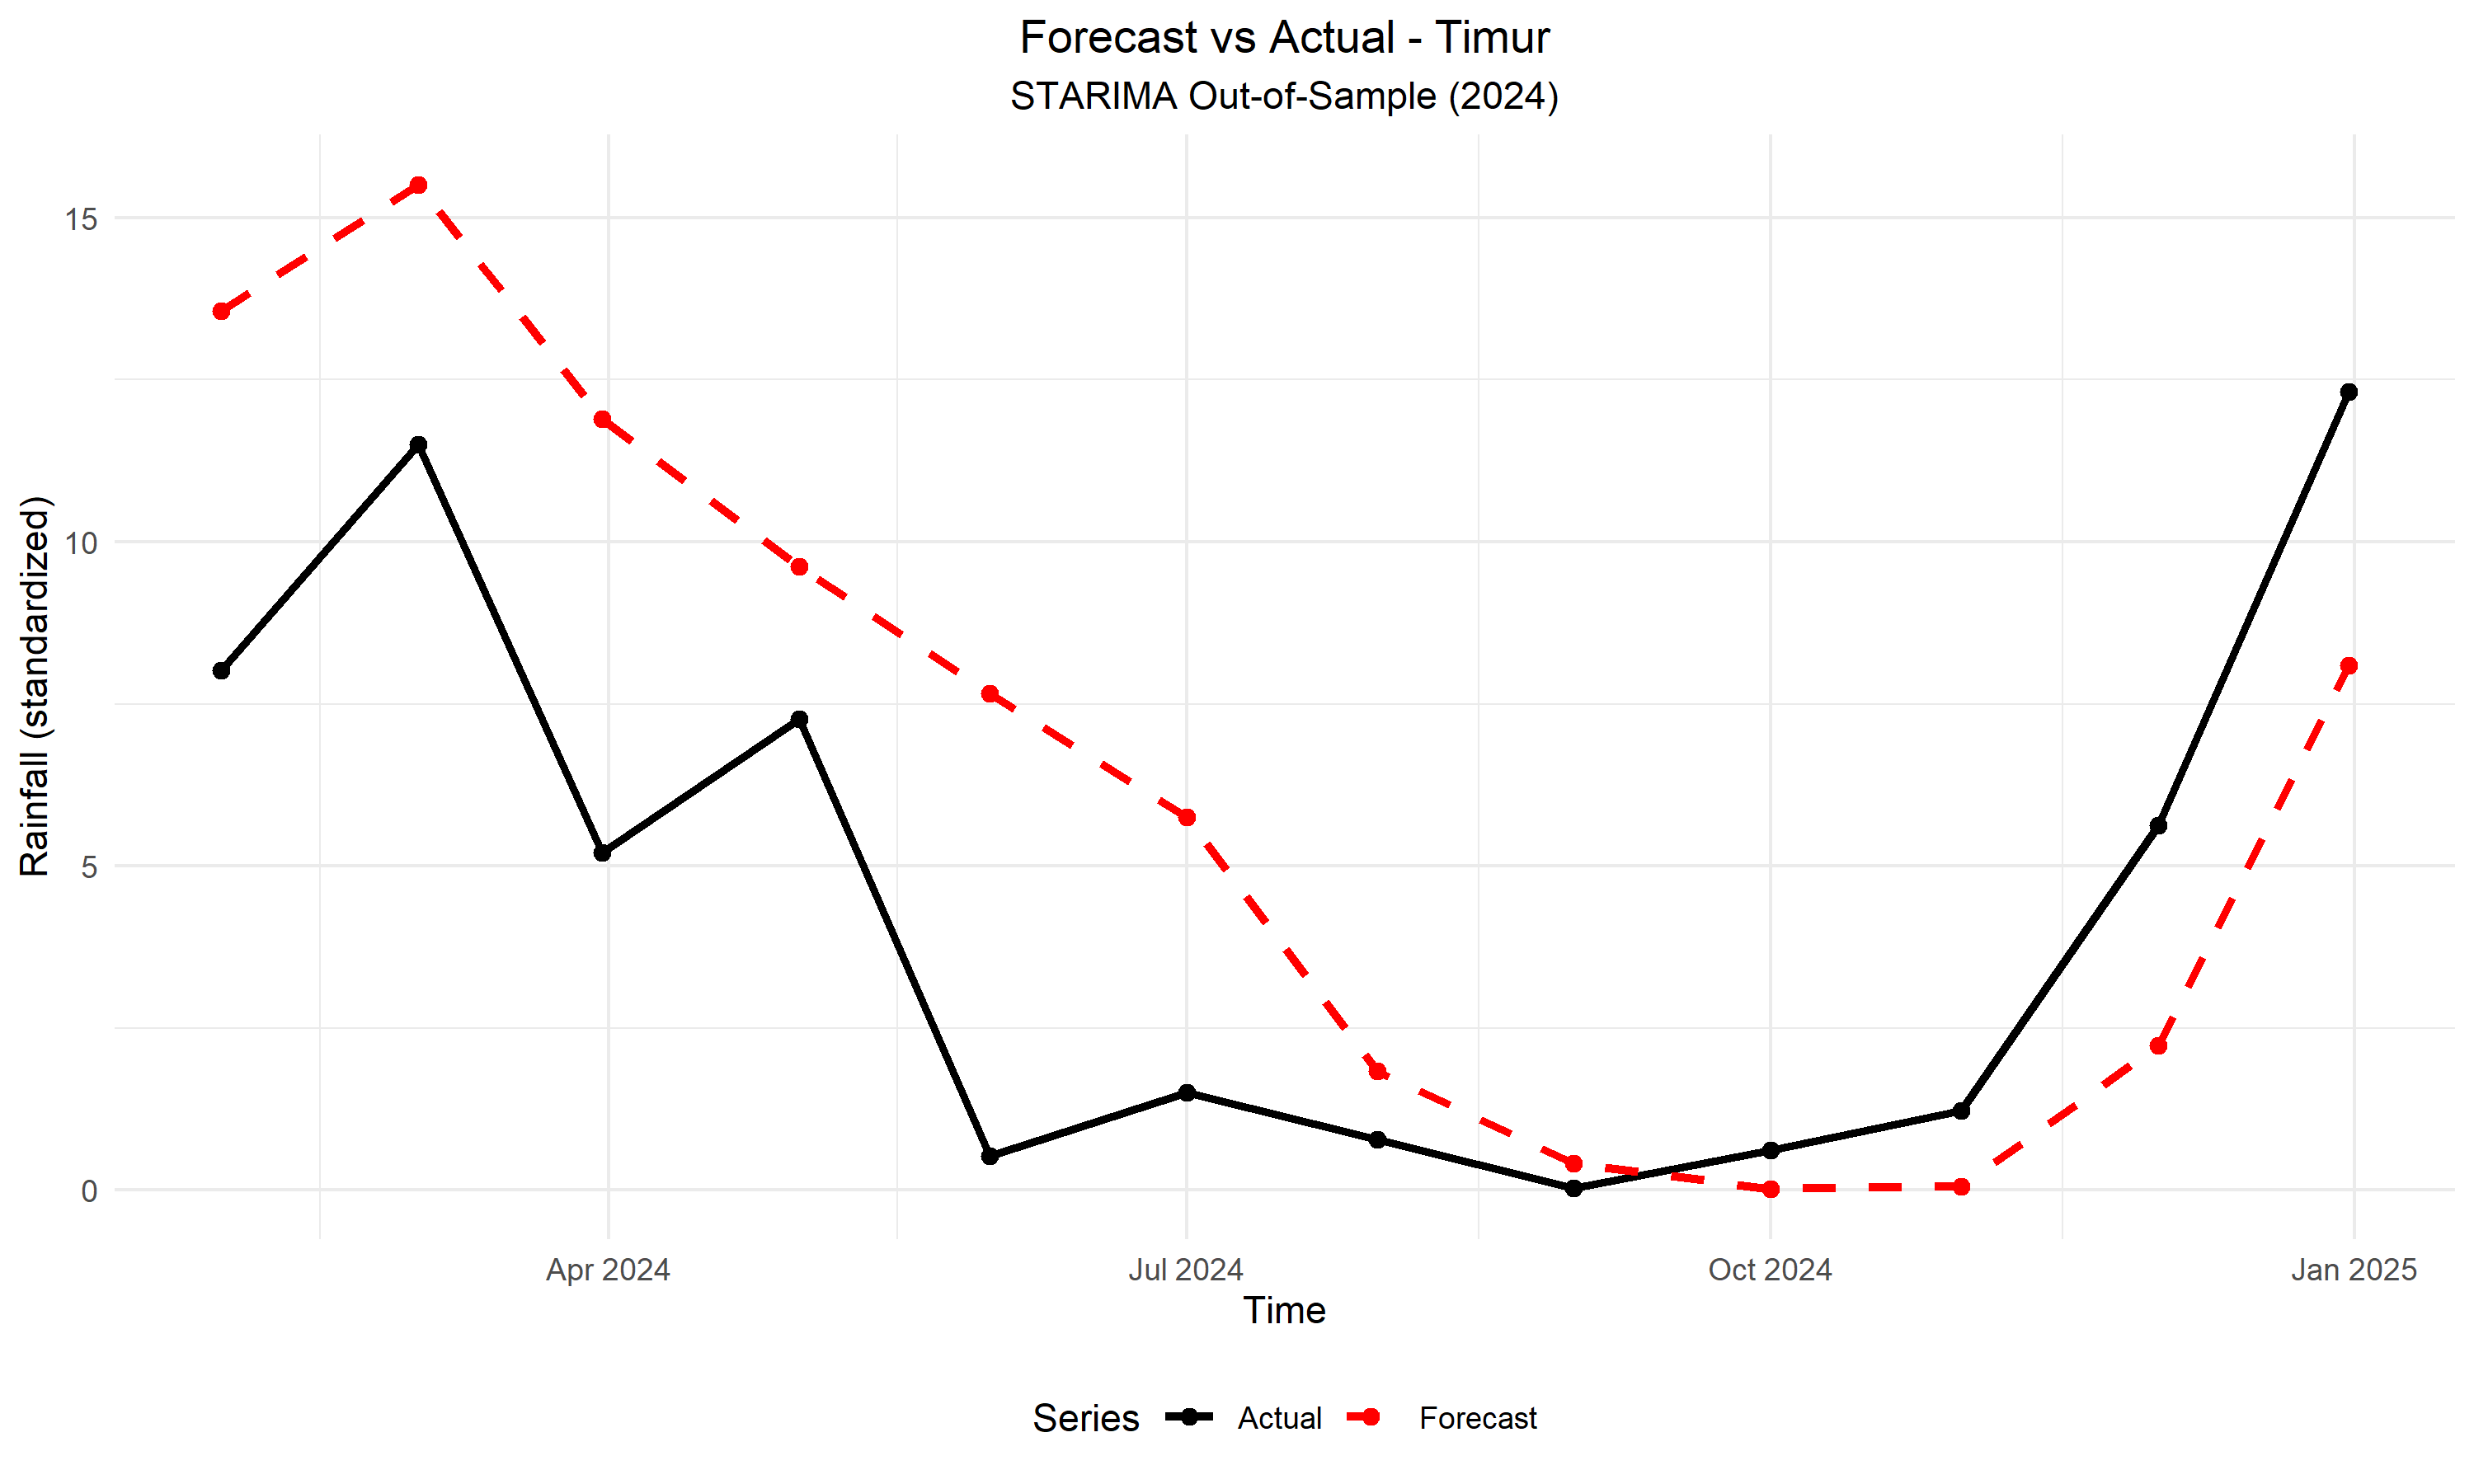 Forecast vs Actual - Timur
STARIMA Out-of-Sample (2024)
Rainfall (standardized)
15
10
5
0
Apr 2024
Jul 2024
Oct 2024
Jan 2025
Time
Series
Actual
Forecast